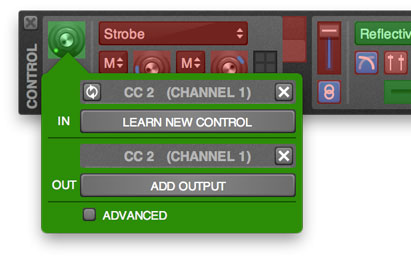 CONTROL
Strobe
Reflectiv
M
M
CC 2 (CHANNEL 1)
IN
LEARN NEW CONTROL
CC 2 (CHANNEL 1)
OUT
ADD OUTPUT
ADVANCED